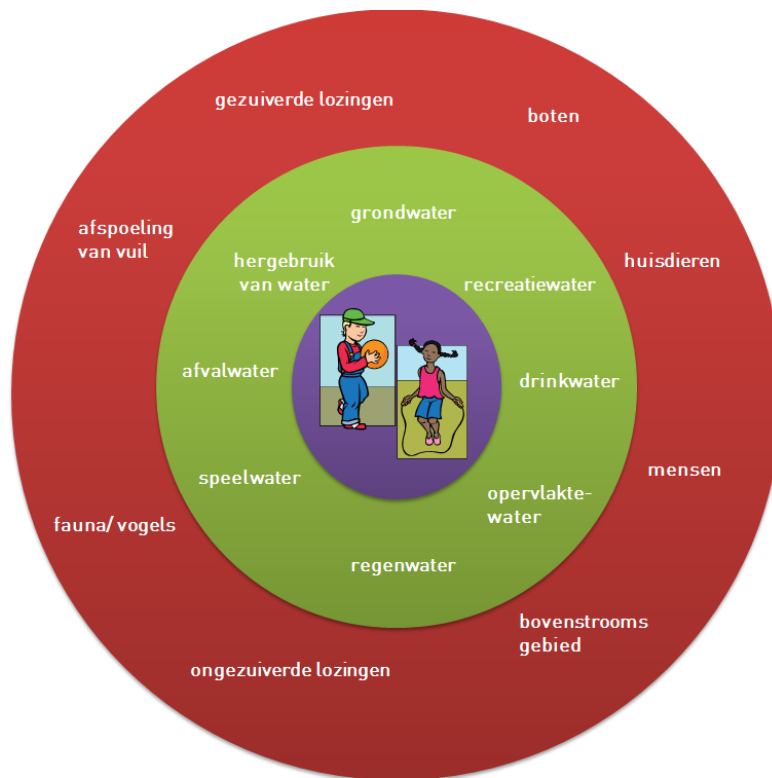 gezuiverde lozingen
boten
grondwater
afspoeling
van vuil
hergebruik
van water
recreatiewater
huisdieren
afvalwater
drinkwater
speelwater
mensen
opervlakte-
water
fauna/ vogels
regenwater
bovenstrooms
gebied
ongezuiverde lozingen